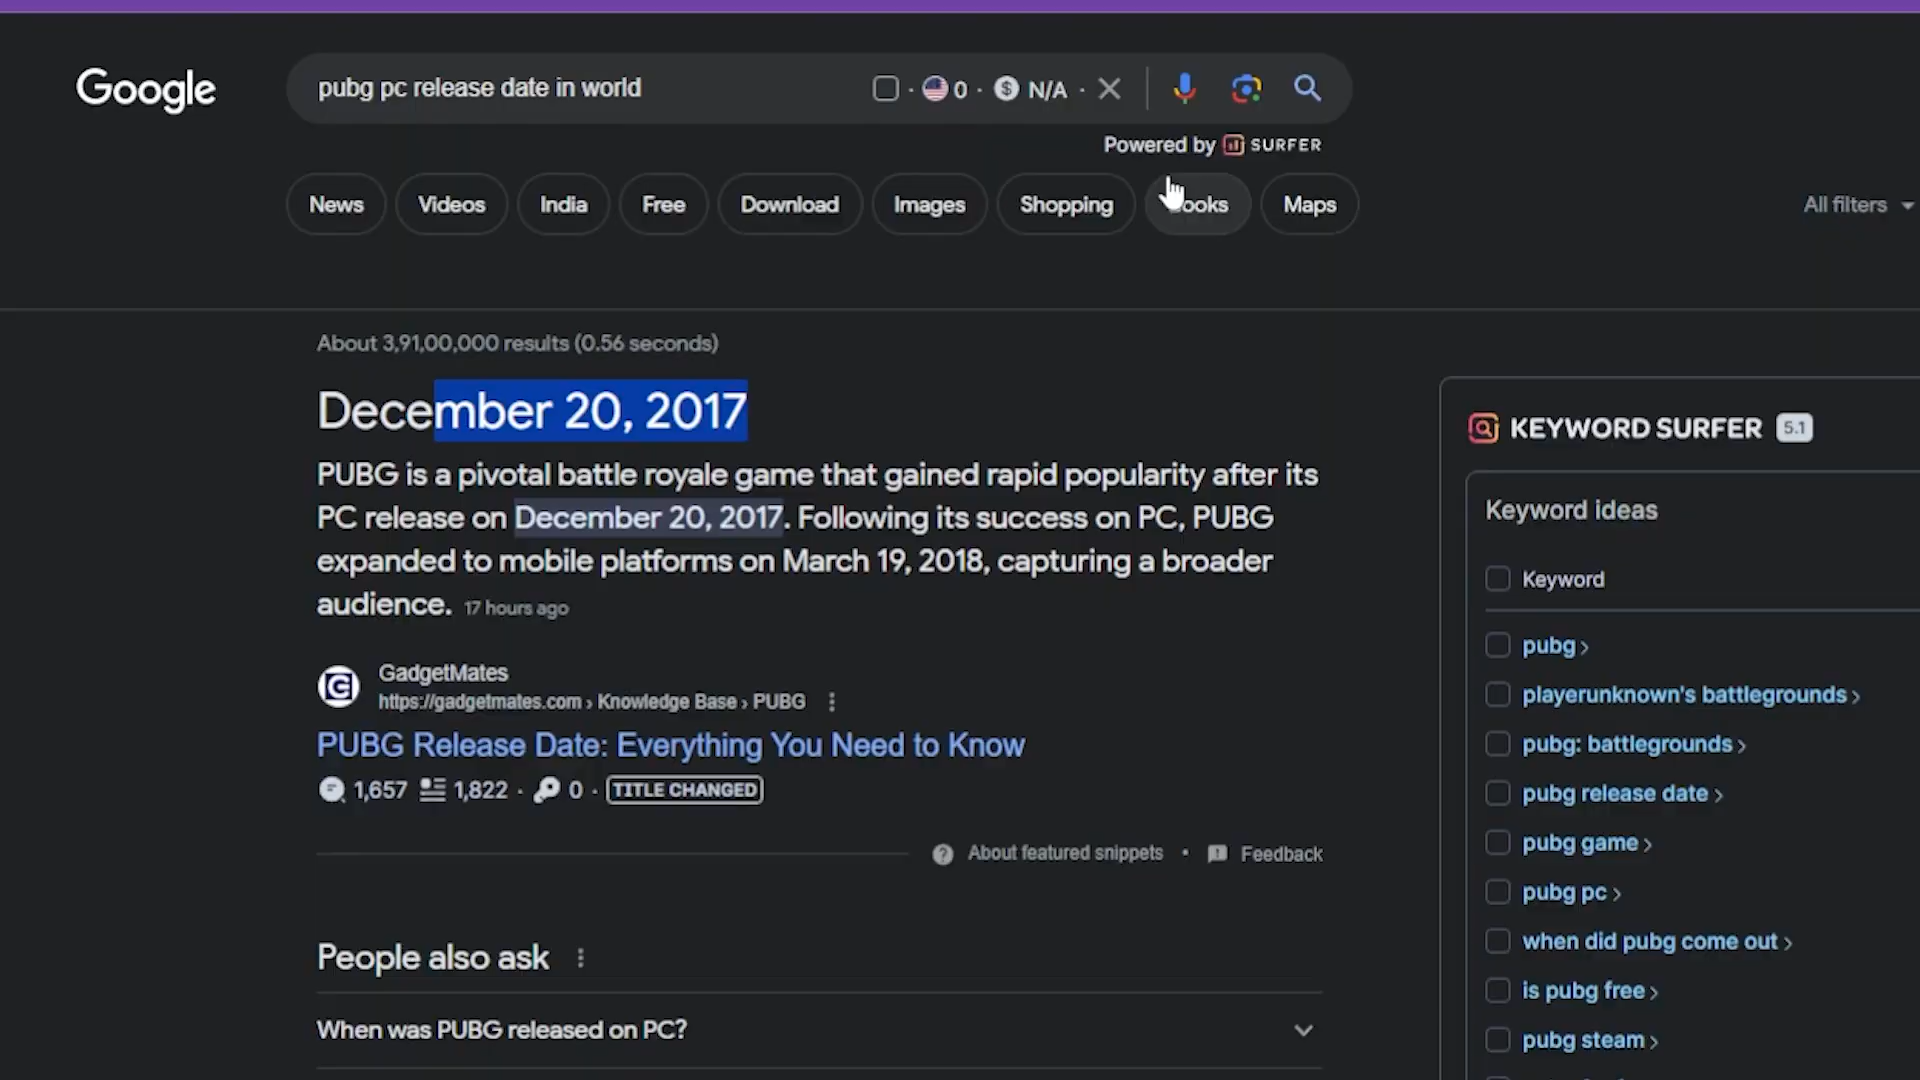 Google
pubg pc release date in world
0 · N/A ·
Powered by SURFER
News Videos India Free Download Images Shopping Maps
All filters
About 3,91,00,000 results (0.56 seconds)
December 20, 2017
PUBG is a pivotal battle royale game that gained rapid popularity after its
PC release on December 20, 2017. Following its success on PC, PUBG
expanded to mobile platforms on March 19, 2018, capturing a broader
audience. 17 hours ago
GadgetMates
https://gadgetmates.com › Knowledge Base › PUBG
PUBG Release Date: Everything You Need to Know
1,657 1,822 · 0 · TITLE CHANGED
About featured snippets • Feedback
People also ask
When was PUBG released on PC?
KEYWORD SURFER 5.1
Keyword ideas
Keyword
pubg ›
playerunknown's battlegrounds ›
pubg: battlegrounds ›
pubg release date ›
pubg game ›
pubg pc ›
when did pubg come out ›
is pubg free ›
pubg steam ›